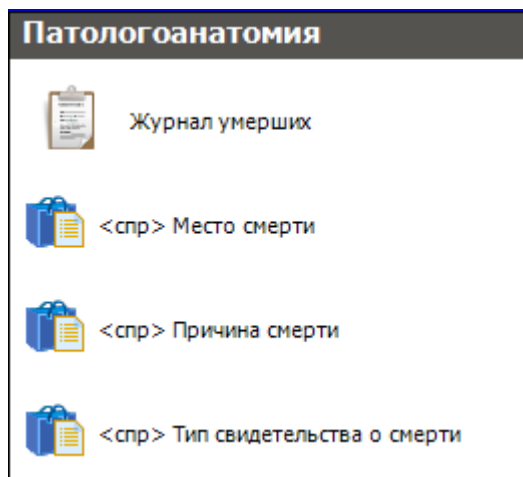 Патологоанатомия
Журнал умерших
<спр> Место смерти
<спр> Причина смерти
<спр> Тип свидетельства о смерти